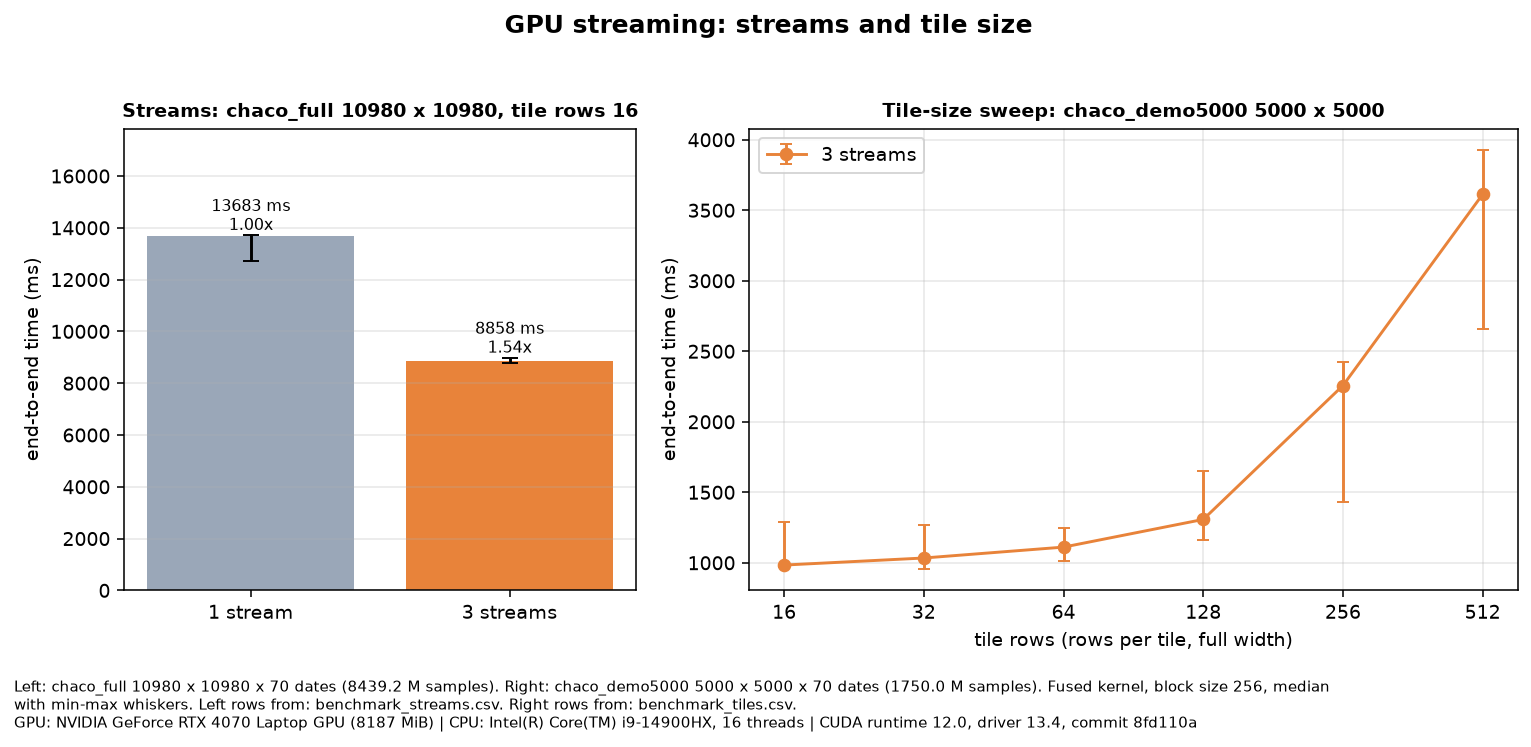 GPU streaming: streams and tile size
Streams: chaco_full 10980 x 10980, tile rows 16
end-to-end time (ms)
16000
14000
12000
10000
8000
6000
4000
2000
0
13683 ms
1.00x
8858 ms
1.54x
1 stream
3 streams
Tile-size sweep: chaco_demo5000 5000 x 5000
3 streams
end-to-end time (ms)
4000
3500
3000
2500
2000
1500
1000
16
32
64
128
256
512
tile rows (rows per tile, full width)
Left: chaco_full 10980 x 10980 x 70 dates (8439.2 M samples). Right: chaco_demo5000 5000 x 5000 x 70 dates (1750.0 M samples). Fused kernel, block size 256, median
with min-max whiskers. Left rows from: benchmark_streams.csv. Right rows from: benchmark_tiles.csv.
GPU: NVIDIA GeForce RTX 4070 Laptop GPU (8187 MiB) | CPU: Intel(R) Core(TM) i9-14900HX, 16 threads | CUDA runtime 12.0, driver 13.4, commit 8fd110a